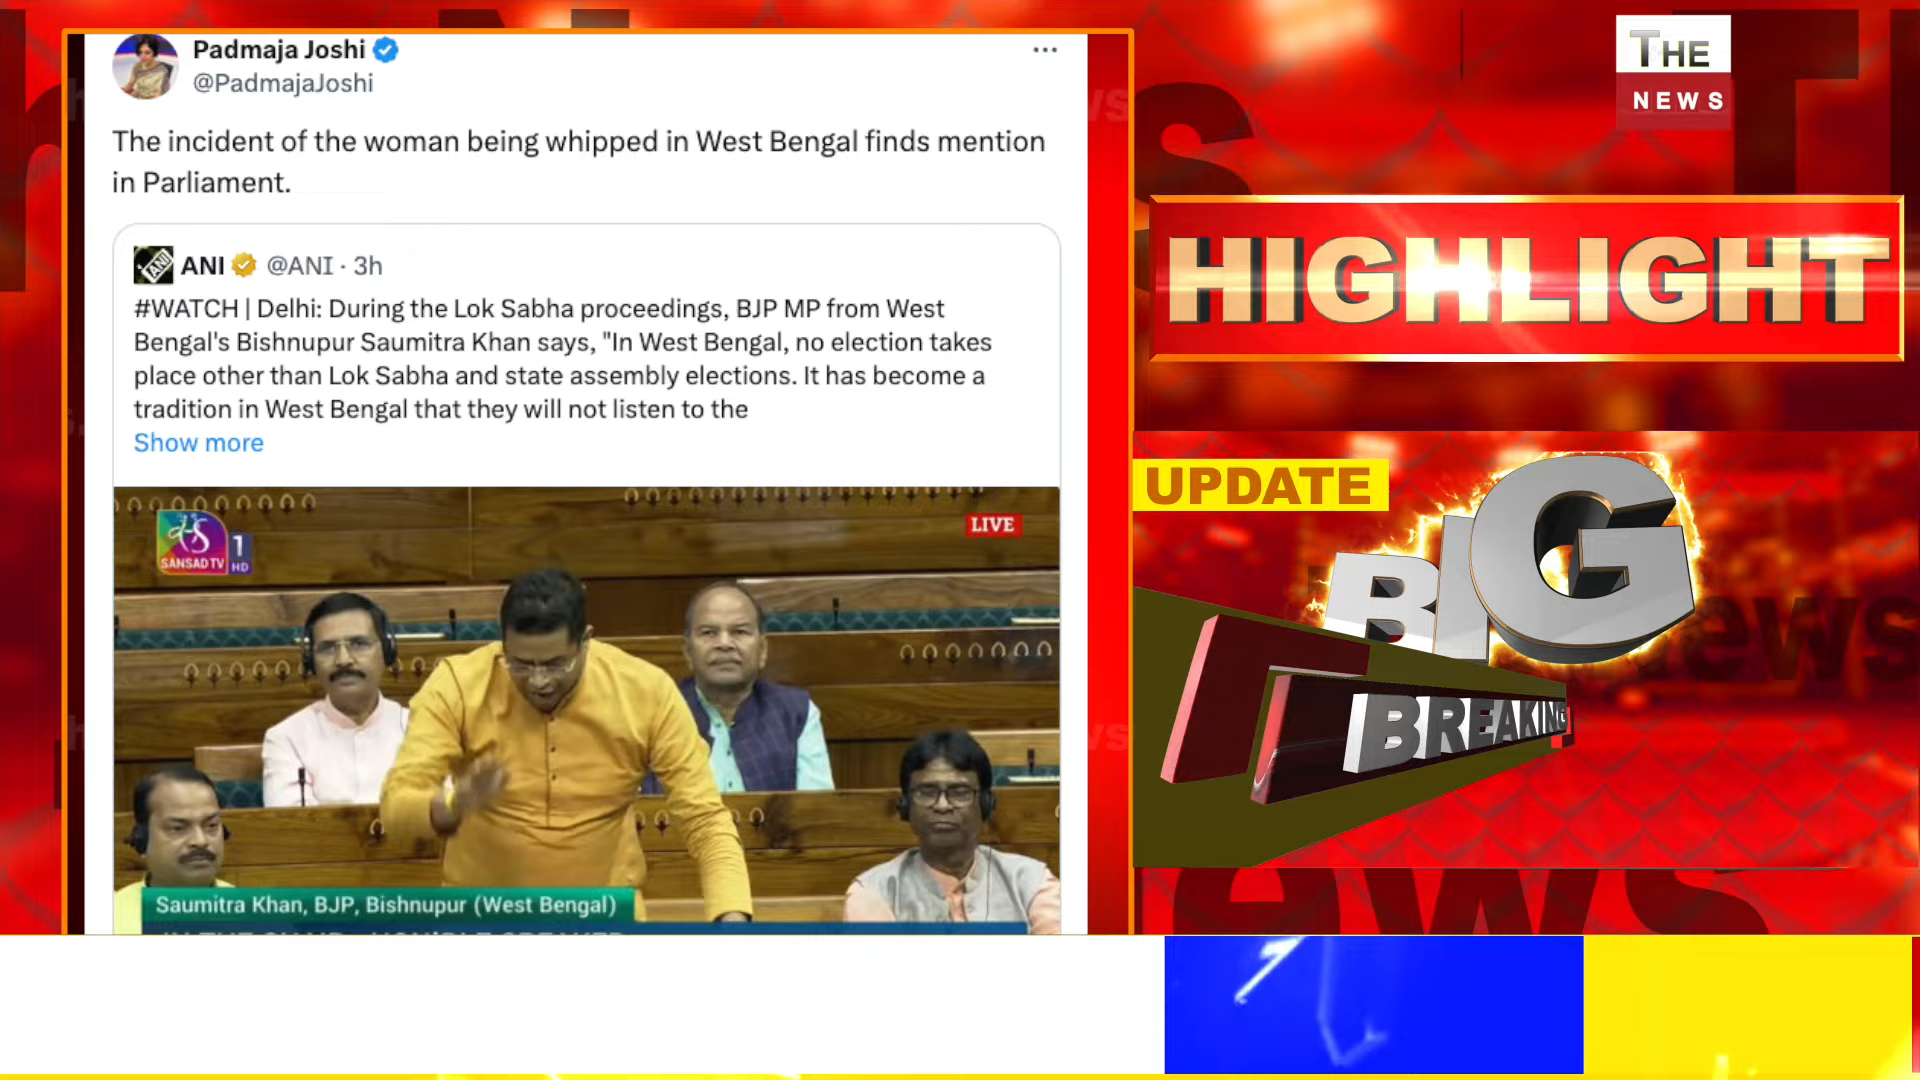 Padmaja Joshi
@PadmajaJoshi
The incident of the woman being whipped in West Bengal finds mention
in Parliament.
ANI @ANI · 3h
#WATCH | Delhi: During the Lok Sabha proceedings, BJP MP from West
Bengal's Bishnupur Saumitra Khan says, "In West Bengal, no election takes
place other than Lok Sabha and state assembly elections. It has become a
tradition in West Bengal that they will not listen to the
Show more
SANSAD TV 1
HD
LIVE
Saumitra Khan, BJP, Bishnupur (West Bengal)
THE
NEWS
HIGHLIGHT
UPDATE
BIG
BREAKING
ews
ews